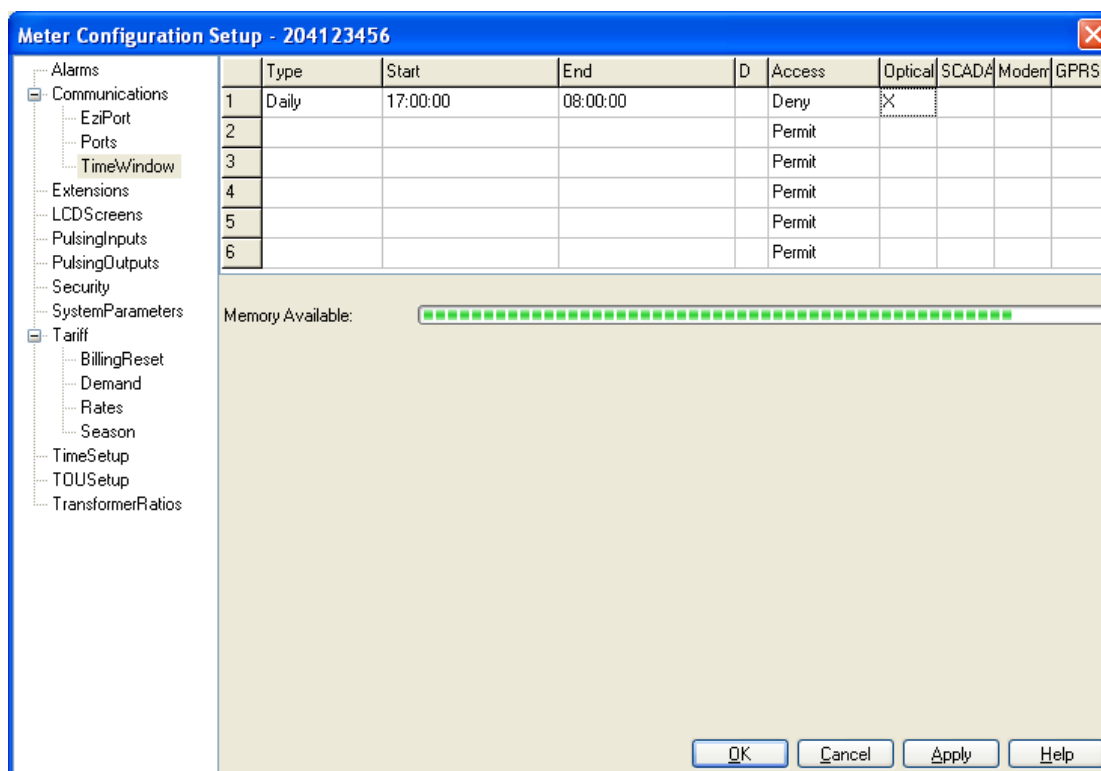 Meter Configuration Setup - 204123456
Alarms
Communications
EziPort
Ports
TimeWindow
Extensions
LCDScreens
PulsingInputs
PulsingOutputs
Security
SystemParameters
Tariff
BillingReset
Demand
Rates
Season
TimeSetup
TOUSetup
TransformerRatios
Type Start End D Access Optical SCADA Modem GPRS
1 Daily 17:00:00 08:00:00 Deny X
2 Permit
3 Permit
4 Permit
5 Permit
6 Permit
Memory Available:
OK Cancel Apply Help